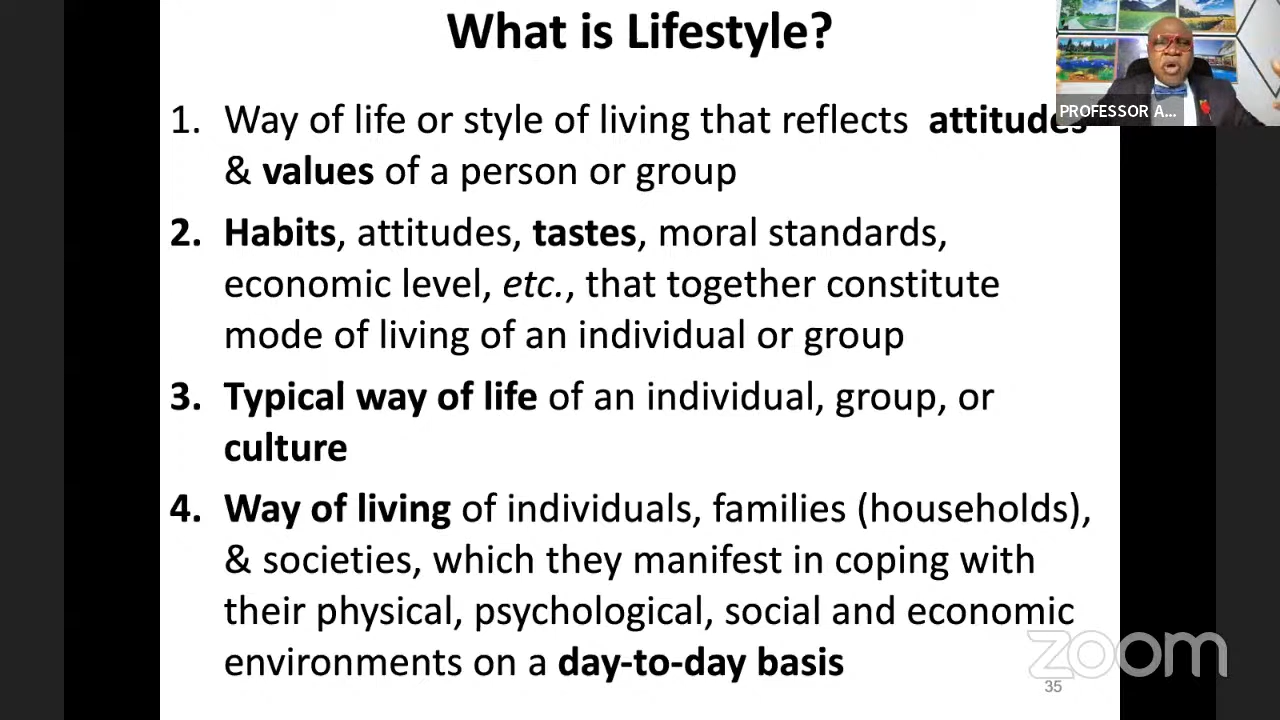 What is Lifestyle?
PROFESSOR A...
1. Way of life or style of living that reflects attitudes
& values of a person or group
2. Habits, attitudes, tastes, moral standards,
economic level, etc., that together constitute
mode of living of an individual or group
3. Typical way of life of an individual, group, or
culture
4. Way of living of individuals, families (households),
& societies, which they manifest in coping with
their physical, psychological, social and economic
environments on a day-to-day basis
zoom
35